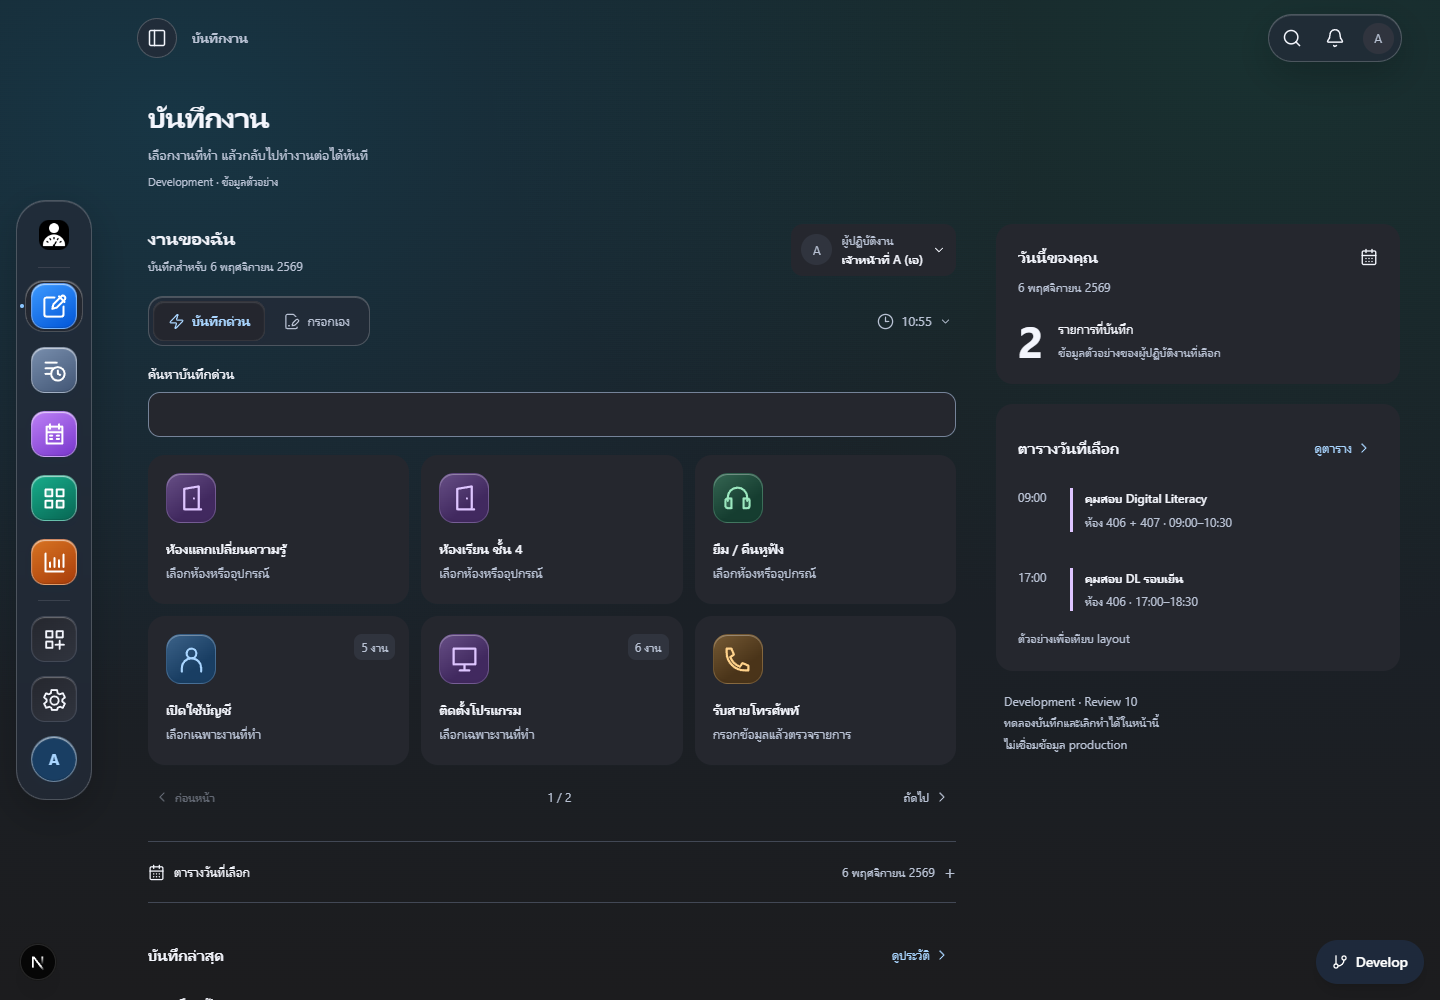 บันทึกงาน
A
บันทึกงาน
เลือกงานที่ทำ แล้วกลับไปทำงานต่อได้ทันที
Development · ข้อมูลตัวอย่าง
งานของฉัน
บันทึกสำหรับ 6 พฤศจิกายน 2569
A
ผู้ปฏิบัติงาน
เจ้าหน้าที่ A (เอ)
บันทึกด่วน
กรอกเอง
10:55
ค้นหาบันทึกด่วน
ห้องแลกเปลี่ยนความรู้
เลือกห้องหรืออุปกรณ์
ห้องเรียน ชั้น 4
เลือกห้องหรืออุปกรณ์
ยืม / คืนหูฟัง
เลือกห้องหรืออุปกรณ์
5 งาน
เปิดใช้บัญชี
เลือกเฉพาะงานที่ทำ
6 งาน
ติดตั้งโปรแกรม
เลือกเฉพาะงานที่ทำ
รับสายโทรศัพท์
กรอกข้อมูลแล้วตรวจรายการ
ก่อนหน้า
1 / 2
ถัดไป
ตารางวันที่เลือก
6 พฤศจิกายน 2569
บันทึกล่าสุด
ดูประวัติ
วันนี้ของคุณ
6 พฤศจิกายน 2569
2
รายการที่บันทึก
ข้อมูลตัวอย่างของผู้ปฏิบัติงานที่เลือก
ตารางวันที่เลือก
ดูตาราง
09:00
คุมสอบ Digital Literacy
ห้อง 406 + 407 · 09:00–10:30
17:00
คุมสอบ DL รอบเย็น
ห้อง 406 · 17:00–18:30
ตัวอย่างเพื่อเทียบ layout
Development · Review 10
ทดลองบันทึกและเลิกทำได้ในหน้านี้
ไม่เชื่อมข้อมูล production
A
N
Develop